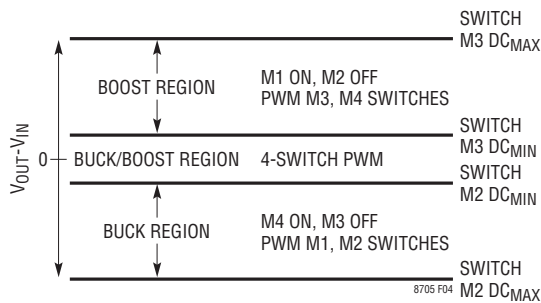 SWITCH
M3 DCMAX
BOOST REGION
M1 ON, M2 OFF
PWM M3, M4 SWITCHES
SWITCH
M3 DCMIN
VOUT-VIN
0
BUCK/BOOST REGION
4-SWITCH PWM
SWITCH
M2 DCMIN
BUCK REGION
M4 ON, M3 OFF
PWM M1, M2 SWITCHES
8705 F04
SWITCH
M2 DCMAX